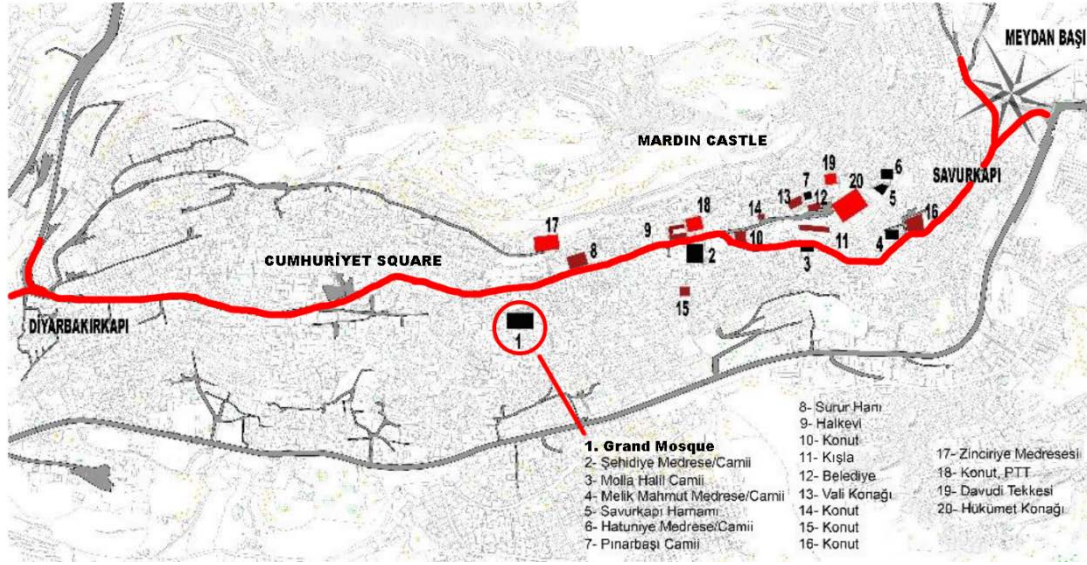 MEYDAN BAŞI
MARDIN CASTLE
SAVURKAPI
CUMHURİYET SQUARE
DİYARBAKIRKAPI
19
6
7
20
5
13
12
14
18
17
9
16
8
10
11
4
2
3
15
1
1. Grand Mosque
2- Şehidiye Medrese/Camii
3- Molla Halil Camii
4- Melik Mahmut Medrese/Camii
5- Savurkapı Hamamı
6- Hatuniye Medrese/Camii
7- Pınarbaşı Camii
8- Surur Hanı
9- Halkevi
10- Konut
11- Kışla
12- Belediye
13- Vali Konağı
14- Konut
15- Konut
16- Konut
17- Zinciriye Medresesi
18- Konut, PTT
19- Davudi Tekkesi
20- Hükümet Konağı